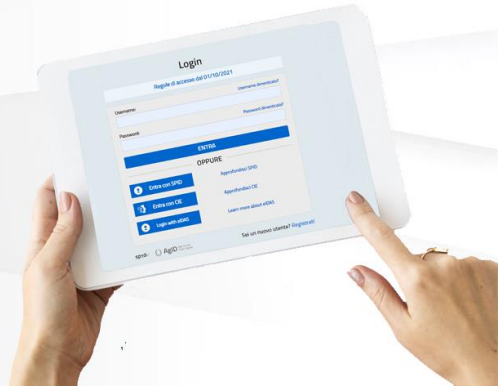 Login
Regole di accesso dal 01/10/2021
Username dimenticato?
Username:
Password dimenticata?
Password:
ENTRA
OPPURE
Entra con SPID
Approfondisci SPID
Entra con CIE
Approfondisci CIE
Login with eIDAS
Learn more about eIDAS
spid
AgID
Sei un nuovo utente? Registrati